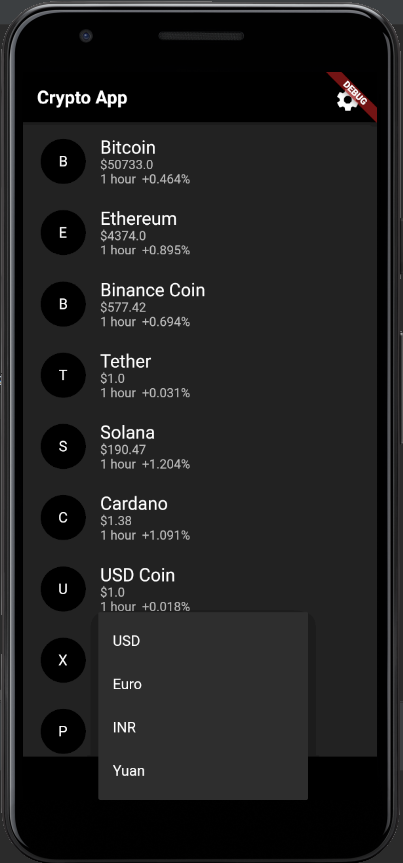 Crypto App
DEBUG
B
Bitcoin
$50733.0
1 hour +0.464%
E
Ethereum
$4374.0
1 hour +0.895%
B
Binance Coin
$577.42
1 hour +0.694%
T
Tether
$1.0
1 hour +0.031%
S
Solana
$190.47
1 hour +1.204%
C
Cardano
$1.38
1 hour +1.091%
U
USD Coin
$1.0
1 hour +0.018%
X
P
USD
Euro
INR
Yuan